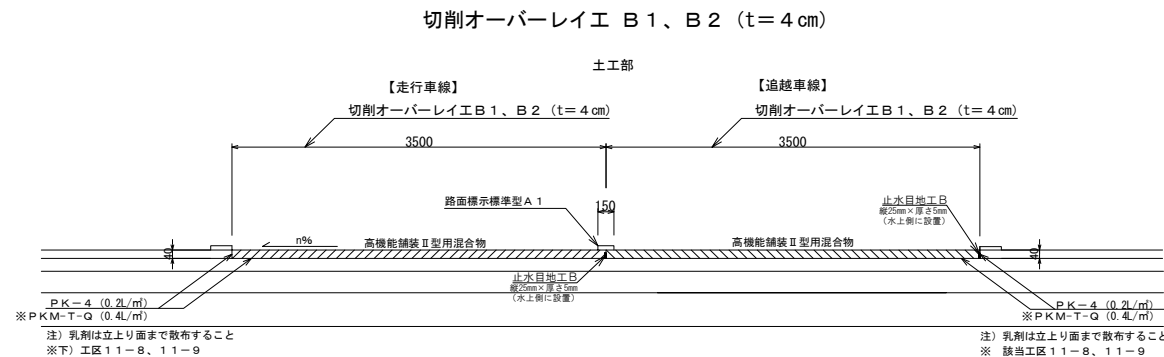 切削オーバーレイエ B1、B2 (t=4㎝)
土工部
【走行車線】
【追越車線】
切削オーバーレイエB1、B2 (t=4㎝)
切削オーバーレイエB1、B2 (t=4㎝)
3500
3500
路面標示標準型A1
150
止水目地工B
縦25mm×厚さ5mm
(水上側に設置)
40
n%
高機能舗装Ⅱ型用混合物
高機能舗装Ⅱ型用混合物
40
止水目地工B
縦25mm×厚さ5mm
(水上側に設置)
PK-4 (0.2L/㎡)
※PKM-T-Q (0.4L/㎡)
PK-4 (0.2L/㎡)
※PKM-T-Q (0.4L/㎡)
注) 乳剤は立上り面まで散布すること
※下) 工区11-8、11-9
注) 乳剤は立上り面まで散布すること
※ 該当工区11-8、11-9